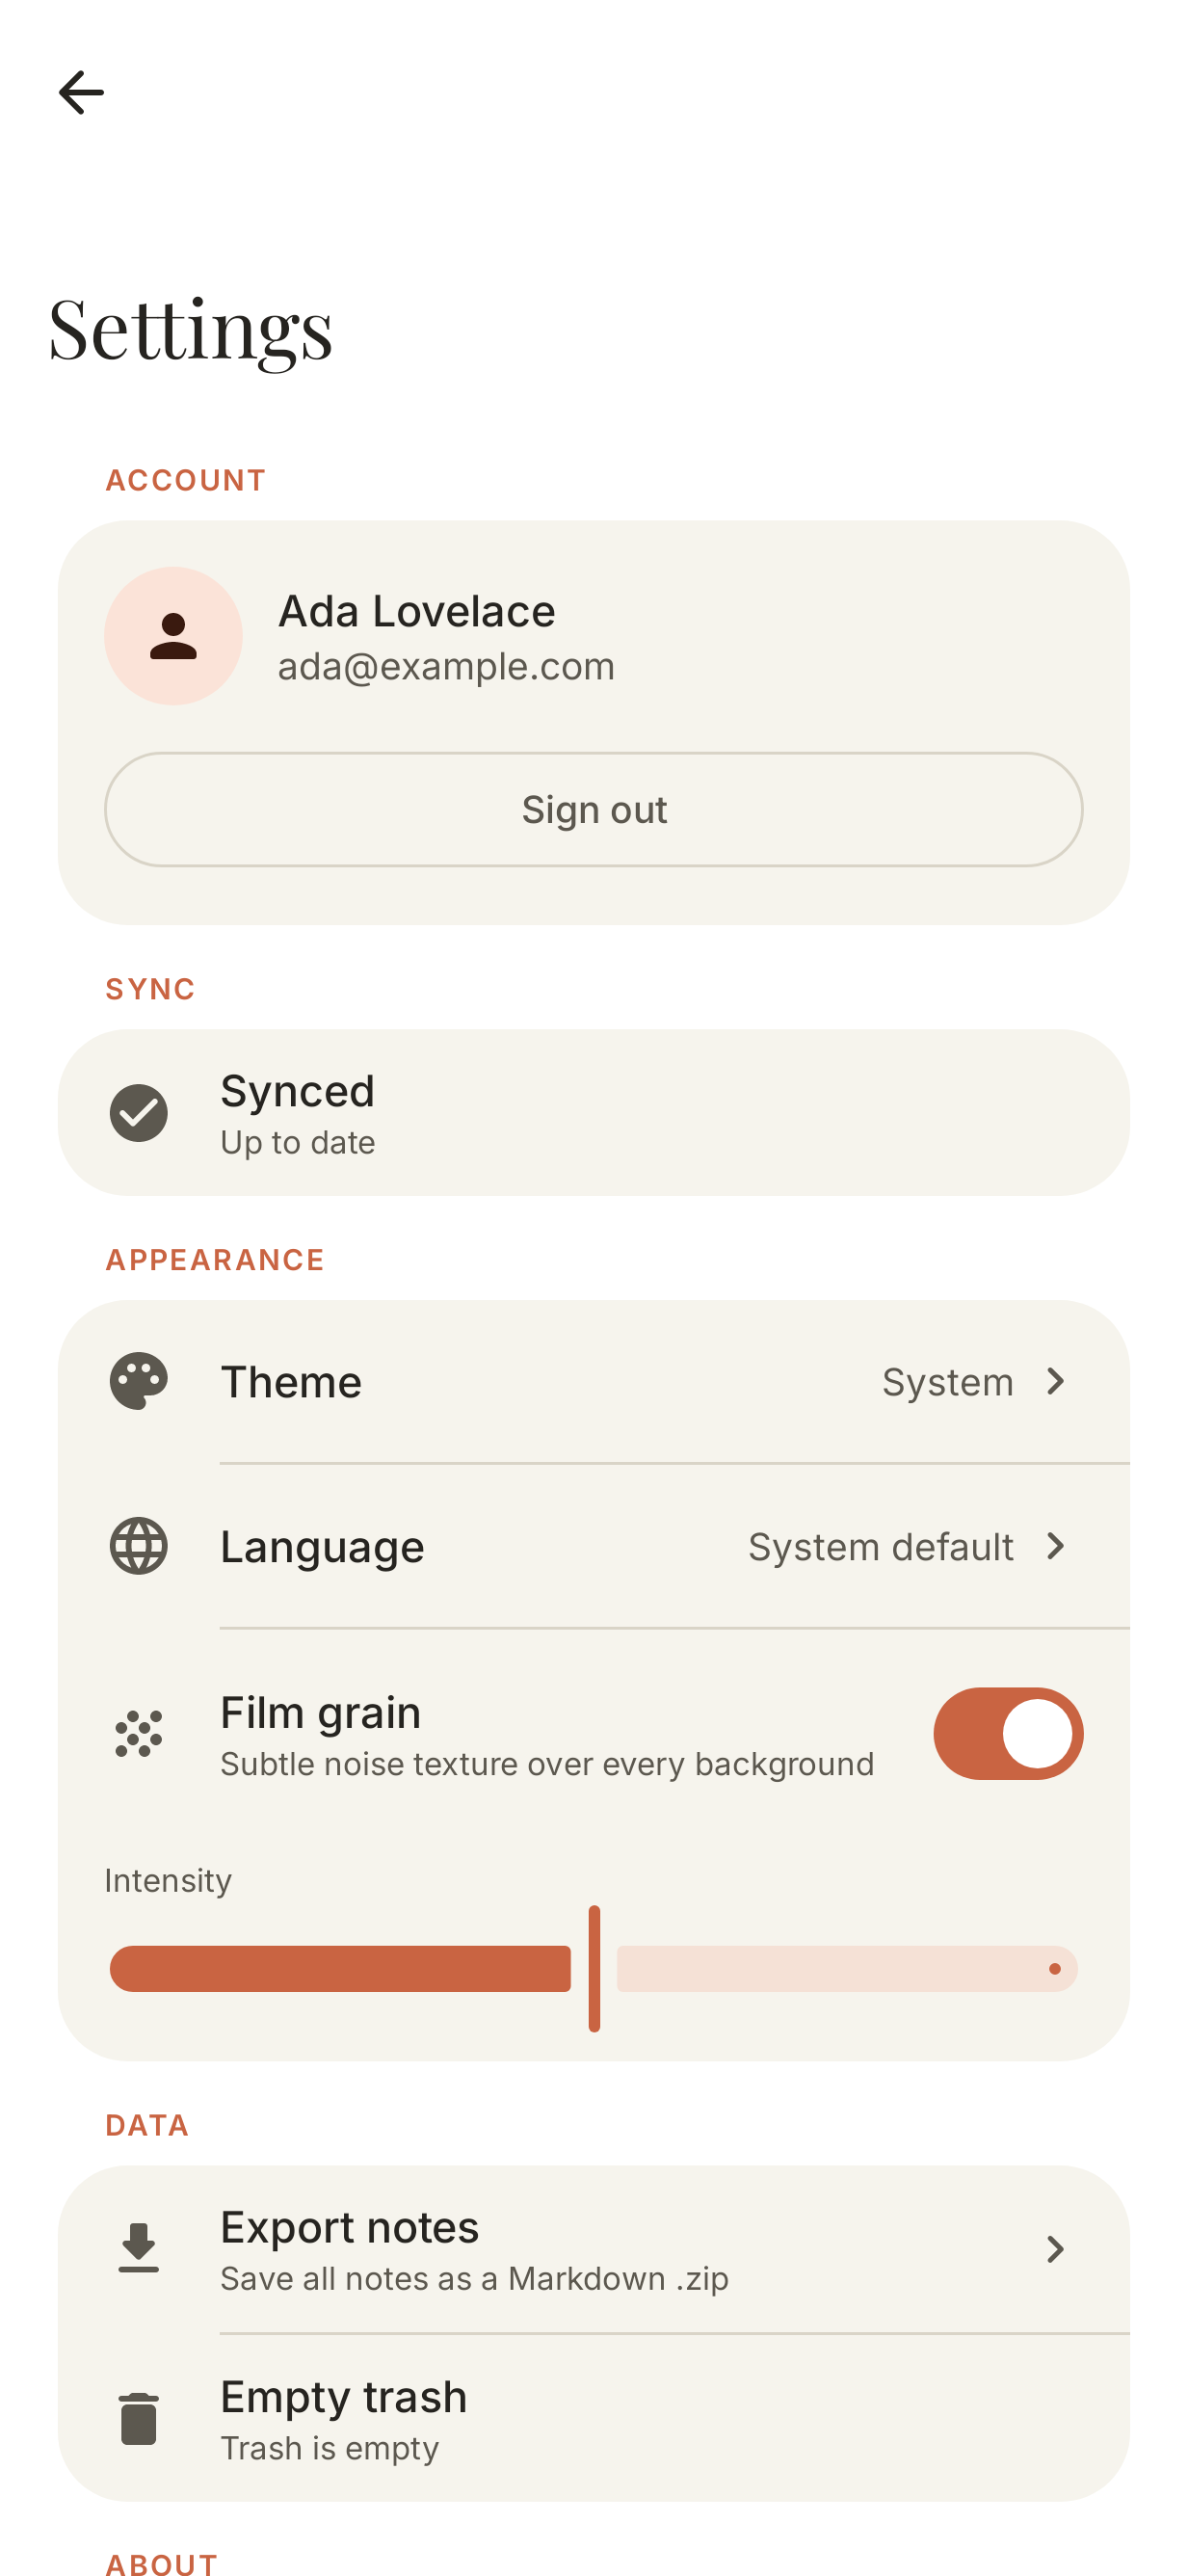 Settings
ACCOUNT
Ada Lovelace
ada@example.com
Sign out
SYNC
Synced
Up to date
APPEARANCE
Theme System
Language System default
Film grain
Subtle noise texture over every background
Intensity
DATA
Export notes
Save all notes as a Markdown .zip
Empty trash
Trash is empty
ABOUT